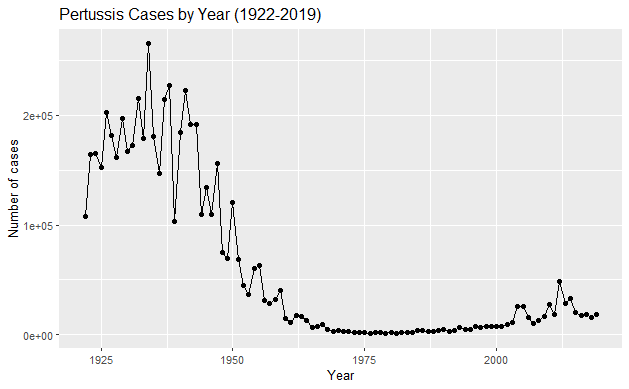 Pertussis Cases by Year (1922-2019)
Number of cases
2e+05
1e+05
0e+00
1925 1950 1975 2000
Year